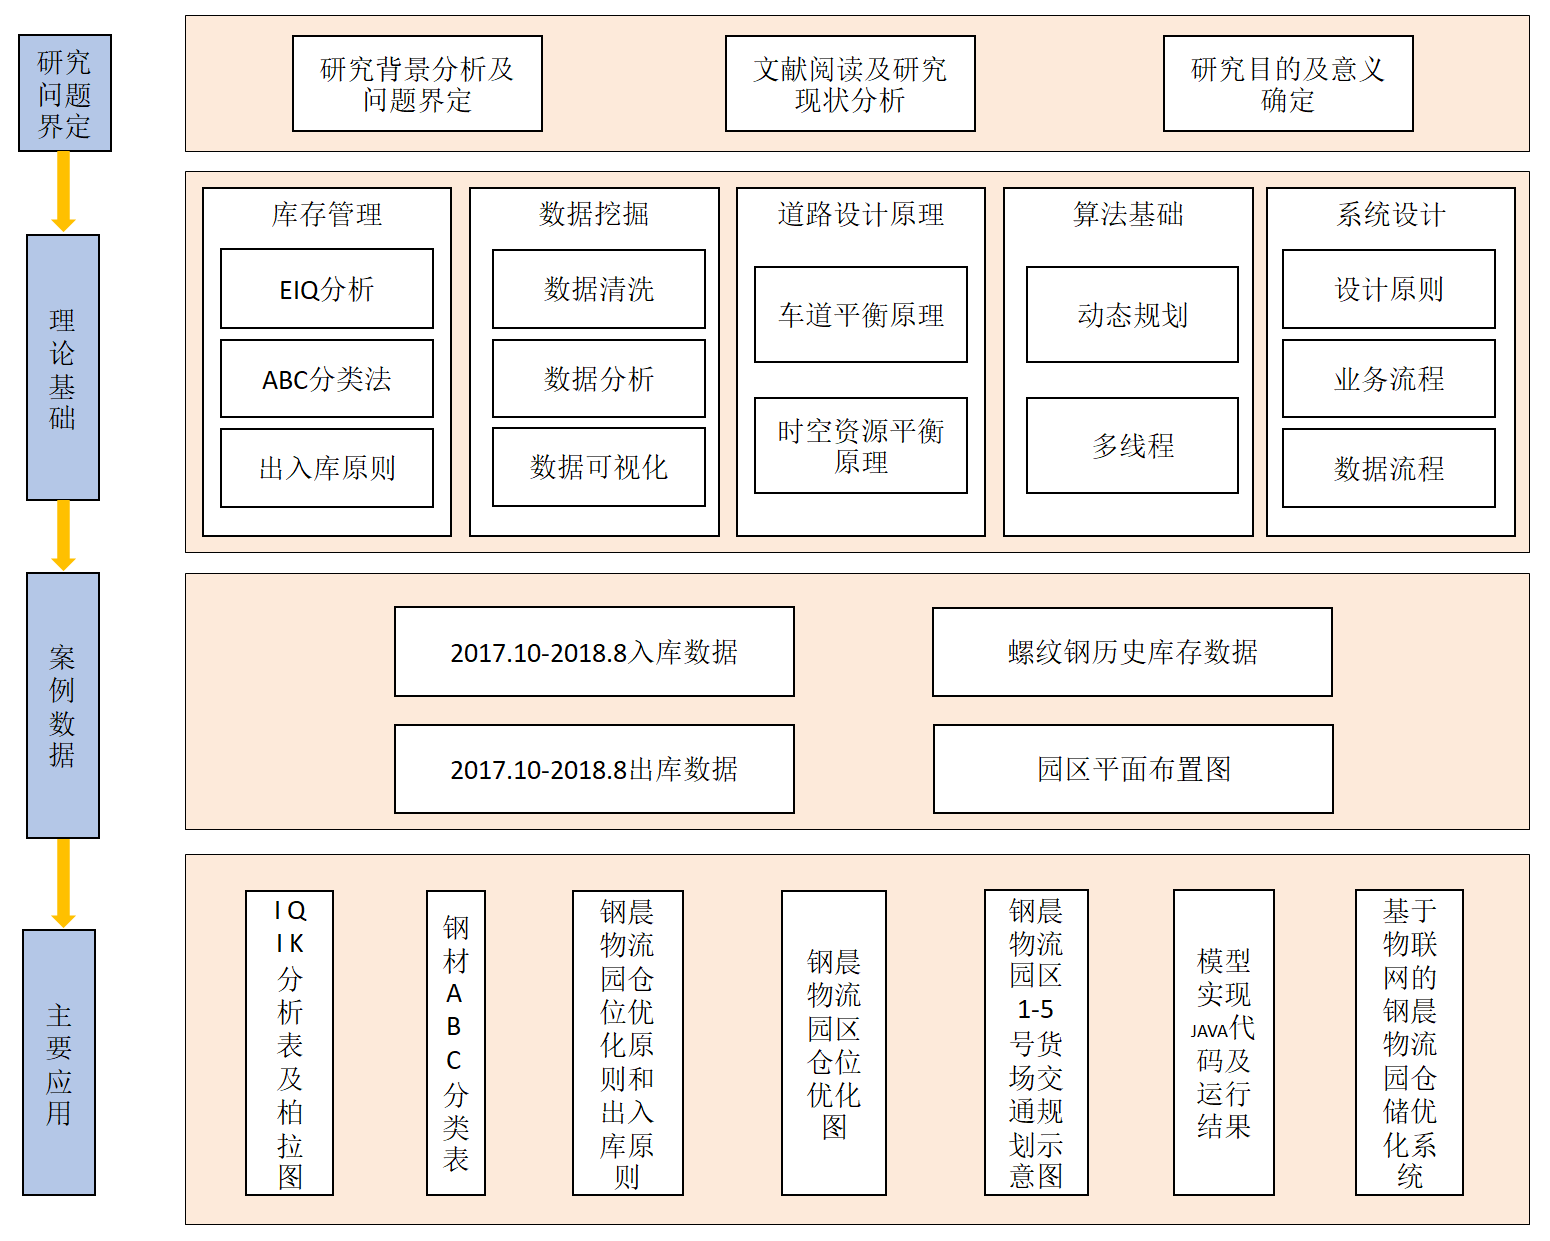 研究
问题
界定
研究背景分析及
问题界定
文献阅读及研究
现状分析
研究目的及意义
确定
理
论
基
础
库存管理
EIQ分析
ABC分类法
出入库原则
数据挖掘
数据清洗
数据分析
数据可视化
道路设计原理
车道平衡原理
时空资源平衡
原理
算法基础
动态规划
多线程
系统设计
设计原则
业务流程
数据流程
案
例
数
据
2017.10-2018.8入库数据
螺纹钢历史库存数据
2017.10-2018.8出库数据
园区平面布置图
主
要
应
用
I Q
I K
分
析
表
及
柏
拉
图
钢
材
A
B
C
分
类
表
钢晨
物流
园仓
位优
化原
则和
出入
库原
则
钢晨
物流
园区
仓位
优化
图
钢晨
物流
园区
1-5
号货
场交
通规
划示
意图
模型
实现
JAVA代
码及
运行
结果
基于
物联
网的
钢晨
物流
园仓
储优
化系
统